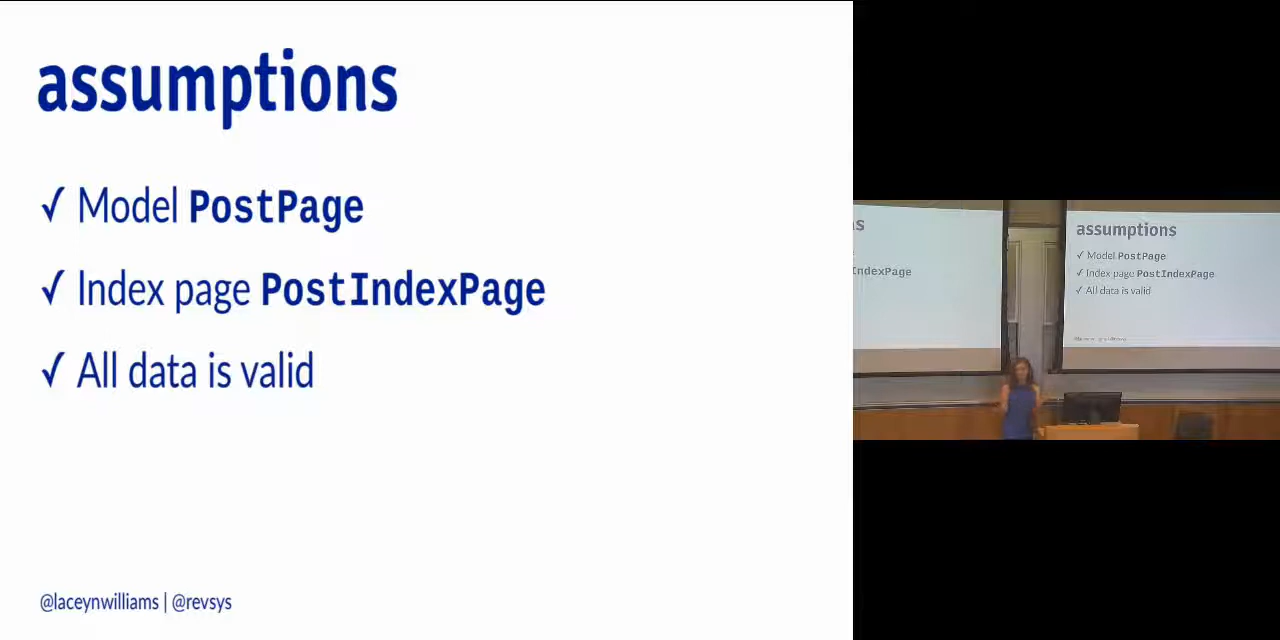 assumptions
✓ Model PostPage
✓ Index page PostIndexPage
✓ All data is valid
@laceynwilliams | @revsys
s
IndexPage
assumptions
✓ Model PostPage
✓ Index page PostIndexPage
✓ All data is valid